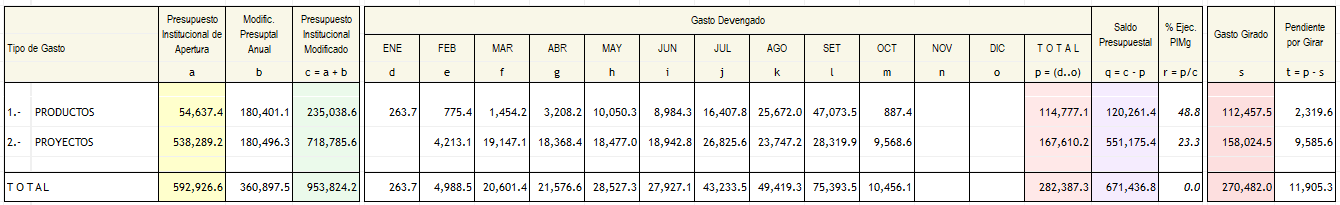 Tipo de Gasto
Presupuesto Institucional de Apertura
a
Modific. Presuptal Anual
b
Presupuesto Institucional Modificado
c = a + b
Gasto Devengado
ENE FEB MAR ABR MAY JUN JUL AGO SET OCT NOV DIC T O T A L
d e f g h i j k l m n o p = (d..o)
Saldo Presupuestal
q = c - p
% Ejec. PIMg
r = p/c
Gasto Girado
s
Pendiente por Girar
t = p - s
1.- PRODUCTOS 54,637.4 180,401.1 235,038.6 263.7 775.4 1,454.2 3,208.2 10,050.3 8,984.3 16,407.8 25,672.0 47,073.5 887.4 114,777.1 120,261.4 48.8 112,457.5 2,319.6
2.- PROYECTOS 538,289.2 180,496.3 718,785.6 4,213.1 19,147.1 18,368.4 18,477.0 18,942.8 26,825.6 23,747.2 28,319.9 9,568.6 167,610.2 551,175.4 23.3 158,024.5 9,585.6
T O T A L 592,926.6 360,897.5 953,824.2 263.7 4,988.5 20,601.4 21,576.6 28,527.3 27,927.1 43,233.5 49,419.3 75,393.5 10,456.1 282,387.3 671,436.8 0.0 270,482.0 11,905.3